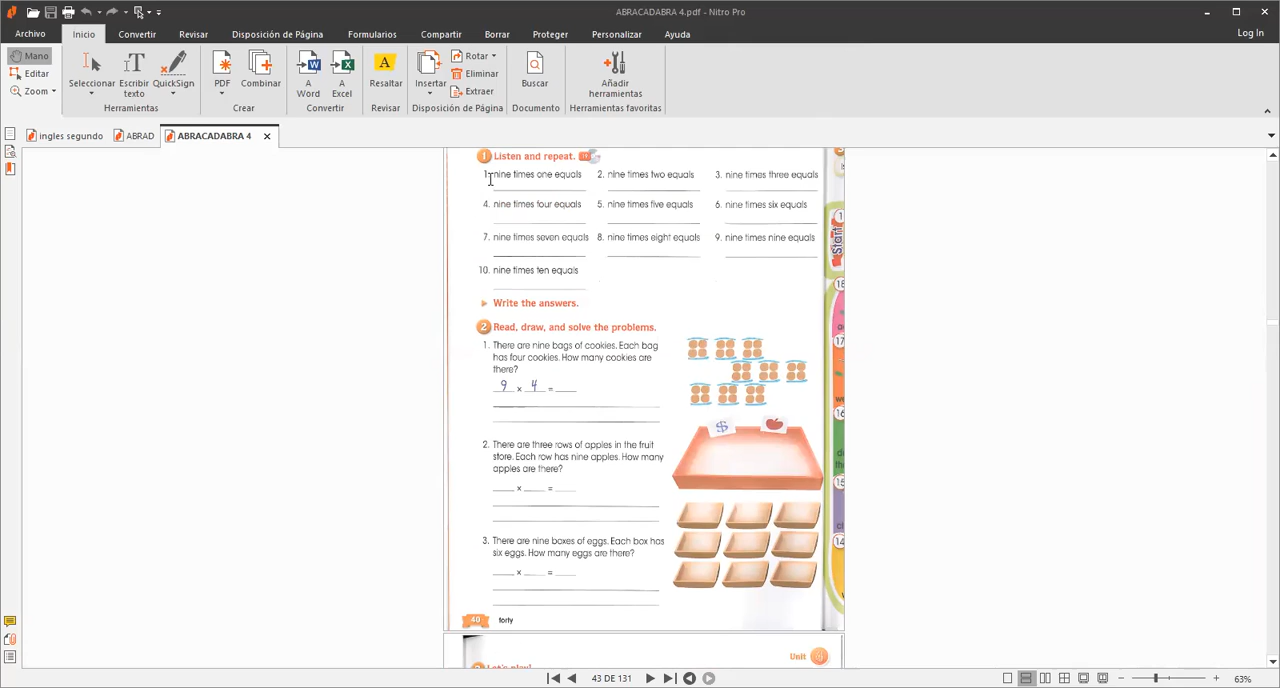 ABRACADABRA 4.pdf - Nitro Pro
Archivo Inicio Convertir Revisar Disposición de Página Formularios Compartir Borrar Proteger Personalizar Ayuda Log In
Mano
Editar
Zoom
Seleccionar
Escribir texto
QuickSign
Herramientas
PDF
Combinar
Crear
A Word
A Excel
Convertir
Resaltar
Revisar
Insertar
Rotar
Eliminar
Extraer
Disposición de Página
Buscar
Documento
Añadir herramientas
Herramientas favoritas
ingles segundo ABRAD ABRACADABRA 4
1 Listen and repeat.
1. nine times one equals 2. nine times two equals 3. nine times three equals
4. nine times four equals 5. nine times five equals 6. nine times six equals
7. nine times seven equals 8. nine times eight equals 9. nine times nine equals
10. nine times ten equals
Write the answers.
2 Read, draw, and solve the problems.
1. There are nine bags of cookies. Each bag
has four cookies. How many cookies are
there?
9 × 4 =
$
2. There are three rows of apples in the fruit
store. Each row has nine apples. How many
apples are there?
× =
3. There are nine boxes of eggs. Each box has
six eggs. How many eggs are there?
× =
40 forty
Start
17
16
15
14
Unit
Let's play!
43 DE 131
63%